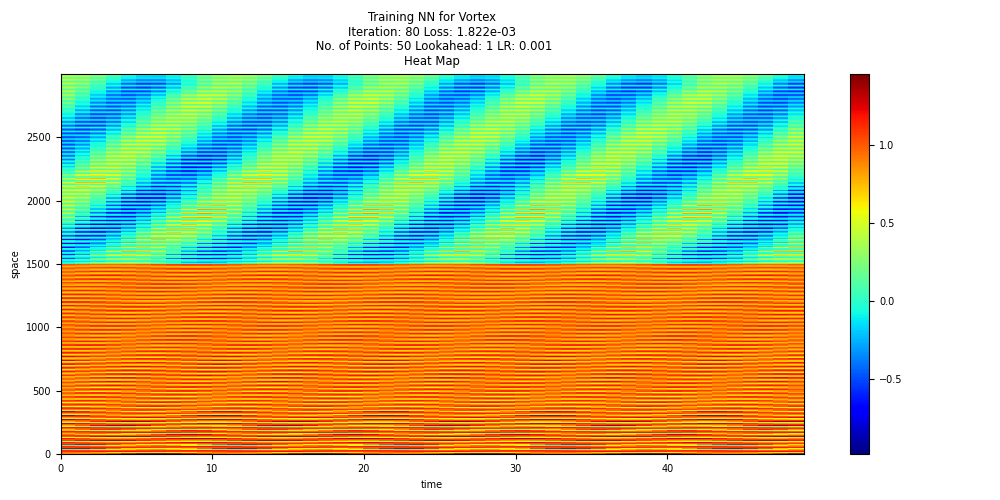 Training NN for Vortex
Iteration: 80 Loss: 1.822e-03
No. of Points: 50 Lookahead: 1 LR: 0.001
Heat Map
2500
2000
1500
1000
500
0
space
0 10 20 30 40
time
1.0
0.5
0.0
−0.5